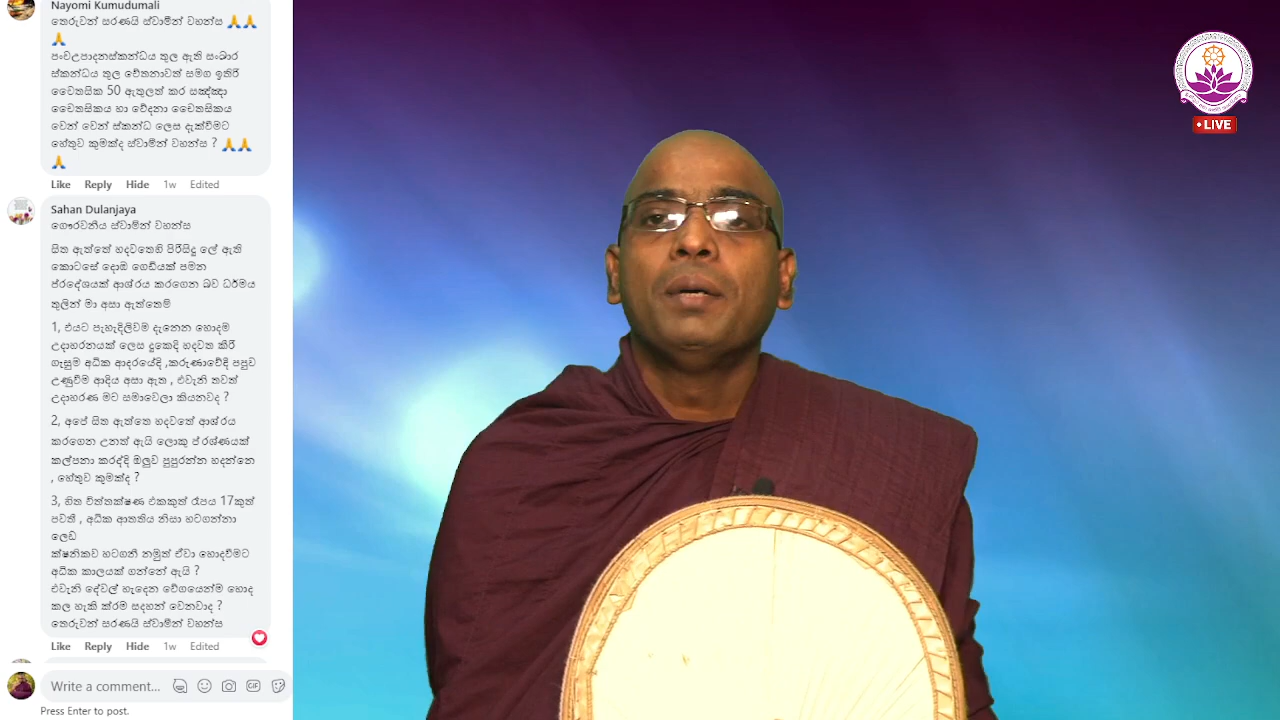 Nayomi Kumudumali
තෙරුවන් සරණයි ස්වාමීන් වහන්ස 🙏🙏
🙏
පංචඋපාදනස්කන්ධය තුල ඇති සංඛාර
ස්කන්ධය තුල චේතනාවත් සමග ඉතිරි
චෛතසික 50 ඇතුලත් කර සඤ්ඤා
චෛතසිකය හා වේදනා චෛතසිකය
වෙන් වෙන් ස්කන්ධ ලෙස දැක්වීමට
හේතුව කුමක්ද ස්වාමීන් වහන්ස ? 🙏🙏
🙏
Like Reply Hide 1w Edited
Sahan Dulanjaya
ගෞරවනීය ස්වාමීන් වහන්ස
සිත ඇත්තේ හදවතෙහි පිරිසිදු ලේ ඇති
කොටසේ දොඹ ගෙඩියක් පමන
ප්රදේශයක් ආශ්රය කරගෙන බව ධර්මය
තුලින් මා අසා ඇත්තෙමි
1, එයට පැහැදිලිවම දැනෙන හොදම
උදාහරනයක් ලෙස දුකෙදි හදවත කීරි
ගැසුම අධික ආදරයේදි ,කරුණාවේදි පපුව
උණුවීම ආදිය අසා ඇත , එවැනි තවත්
උදාහරණ මට සමාවෙලා කියනවද ?
2, අපේ සිත ඇත්තෙ හදවතේ ආශ්රය
කරගෙන උනත් ඇයි ලොකු ප්රශ්ණයක්
කල්පනා කරද්දි ඔලුව පුපුරන්න හදන්නෙ
, හේතුව කුමක්ද ?
3, හිත චිත්තක්ෂණ එකකුත් රූපය 17කුත්
පවතී , අධික ආතතිය නිසා හටගන්නා
ලෙඩ
ක්ෂනිකව හටගනී නමුත් ඒවා හොදවීමට
අධික කාලයක් ගන්නේ ඇයි ?
එවැනි දේවල් හැදෙන වේගයෙන්ම හොද
කල හැකි ක්රම සදහන් වෙනවාද ?
තෙරුවන් සරණයි ස්වාමීන් වහන්ස
Like Reply Hide 1w Edited
Write a comment...
GIF
Press Enter to post.
• LIVE